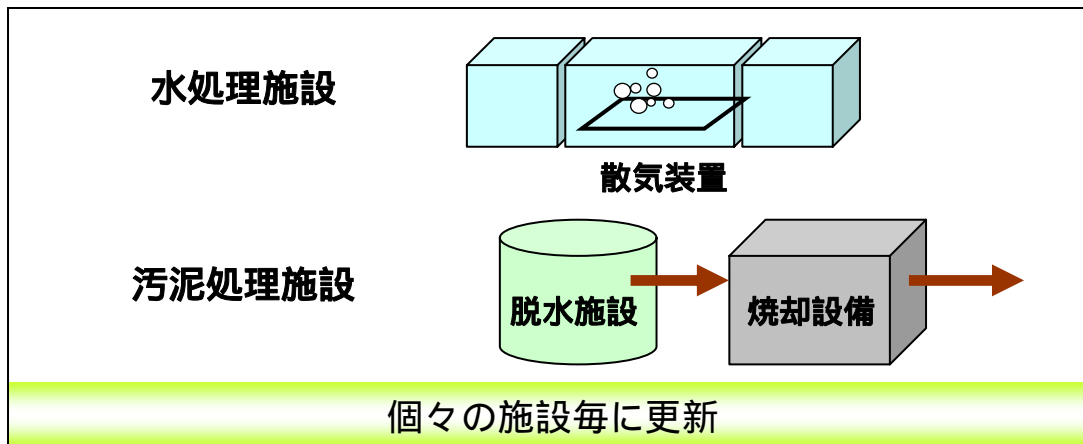 水処理施設
散気装置
汚泥処理施設
脱水施設
焼却設備
個々の施設毎に更新